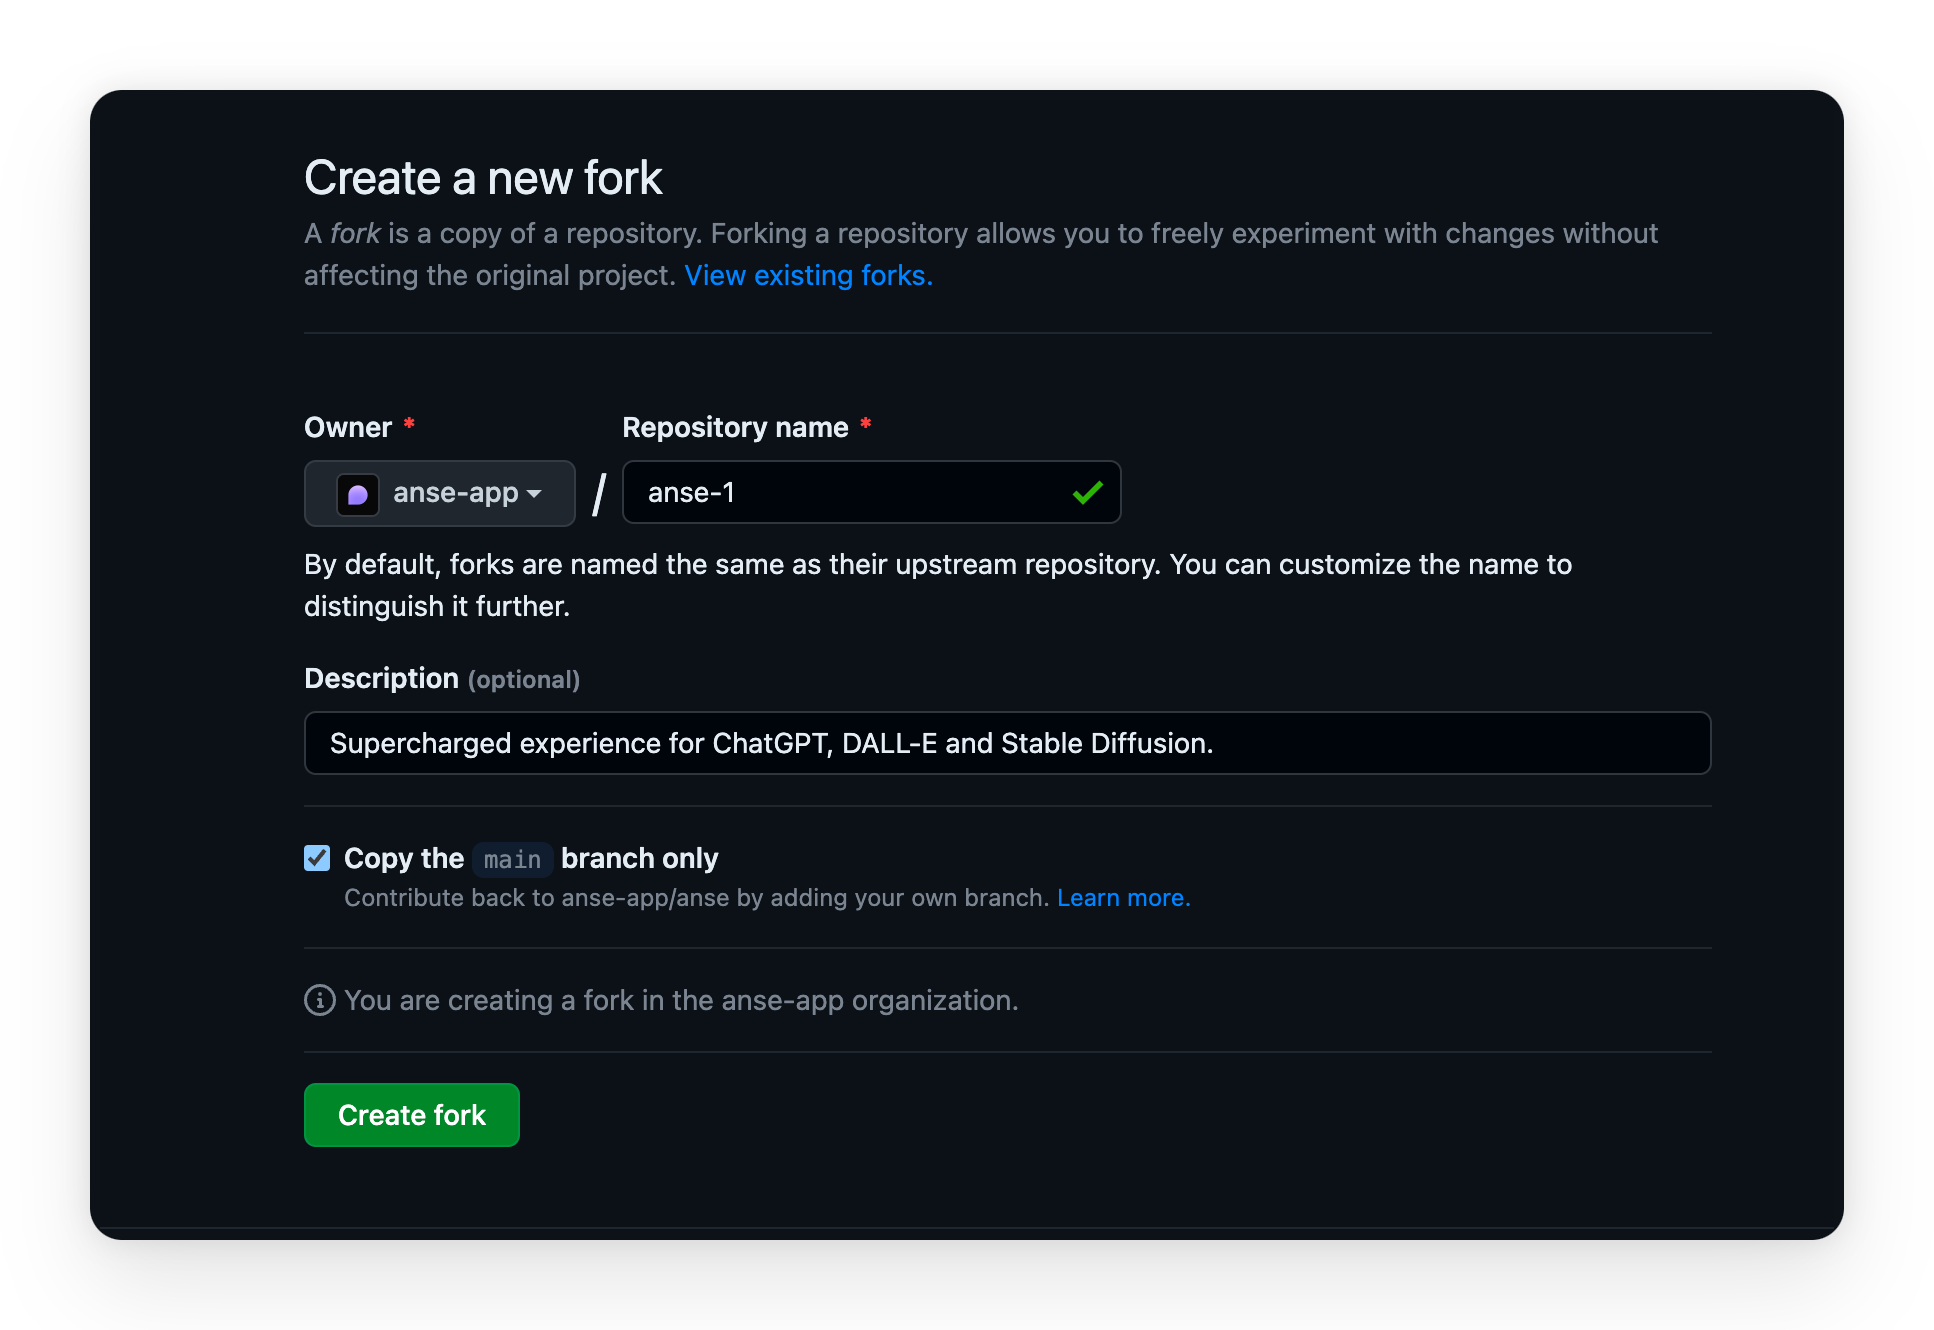 Create a new fork
A fork is a copy of a repository. Forking a repository allows you to freely experiment with changes without
affecting the original project. View existing forks.
Owner * Repository name *
anse-app / anse-1
By default, forks are named the same as their upstream repository. You can customize the name to
distinguish it further.
Description (optional)
Supercharged experience for ChatGPT, DALL-E and Stable Diffusion.
Copy the main branch only
Contribute back to anse-app/anse by adding your own branch. Learn more.
You are creating a fork in the anse-app organization.
Create fork